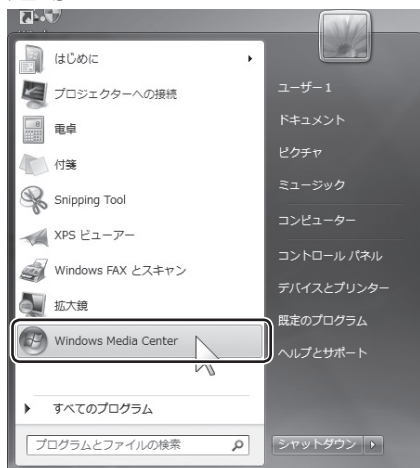 はじめに
プロジェクターへの接続
電卓
付箋
Snipping Tool
XPS ビューアー
Windows FAX とスキャン
拡大鏡
Windows Media Center
すべてのプログラム
プログラムとファイルの検索
ユーザー1
ドキュメント
ピクチャ
ミュージック
コンピューター
コントロール パネル
デバイスとプリンター
既定のプログラム
ヘルプとサポート
シャットダウン